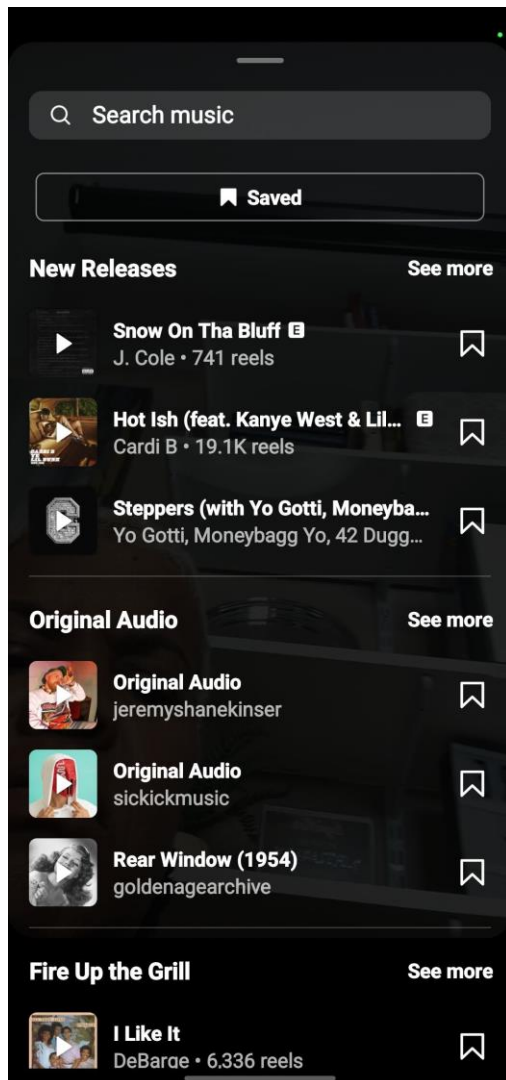 Search music
Saved
New Releases
See more
Snow On Tha Bluff E
J. Cole • 741 reels
Hot Ish (feat. Kanye West & Lil... E
Cardi B • 19.1K reels
Steppers (with Yo Gotti, Moneyba...
Yo Gotti, Moneybagg Yo, 42 Dugg...
Original Audio
See more
Original Audio
jeremyshanekinser
Original Audio
sickickmusic
Rear Window (1954)
goldenagearchive
Fire Up the Grill
See more
I Like It
DeBarge • 6,336 reels